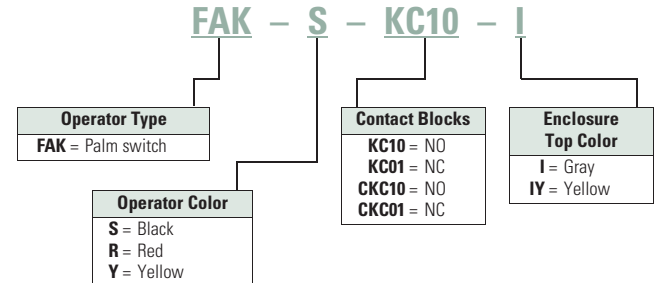 FAK – S – KC10 – I
Operator Type
FAK = Palm switch
Operator Color
S = Black
R = Red
Y = Yellow
Contact Blocks
KC10 = NO
KC01 = NC
CKC10 = NO
CKC01 = NC
Enclosure
Top Color
I = Gray
IY = Yellow